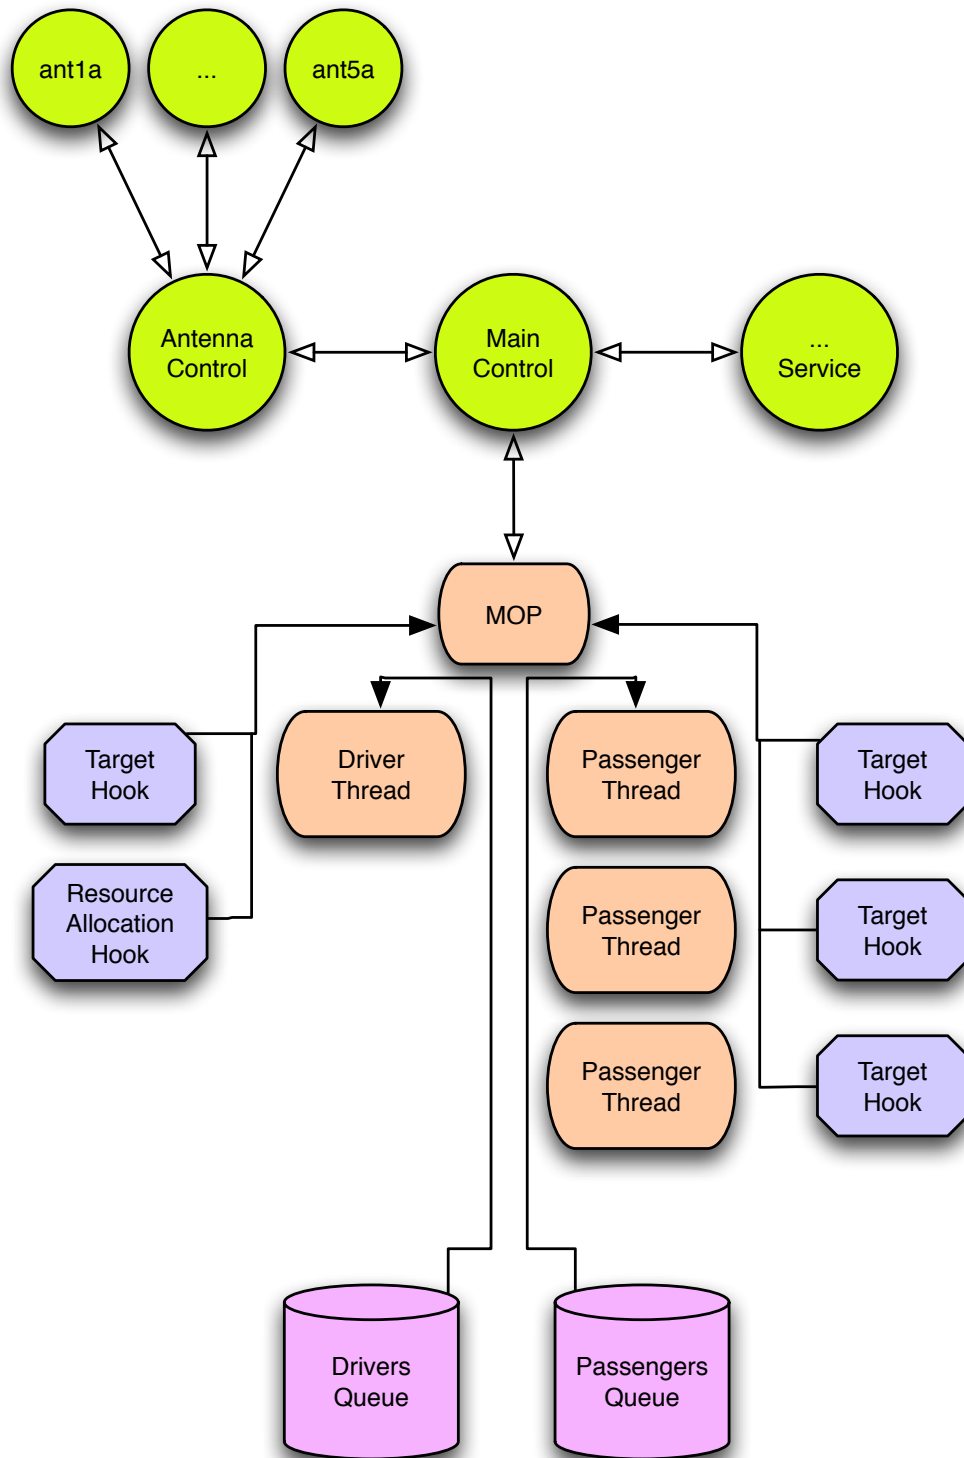 ant1a
...
ant5a
Antenna
Control
Main
Control
...
Service
MOP
Target
Hook
Driver
Thread
Passenger
Thread
Target
Hook
Resource
Allocation
Hook
Passenger
Thread
Target
Hook
Passenger
Thread
Target
Hook
Drivers
Queue
Passengers
Queue